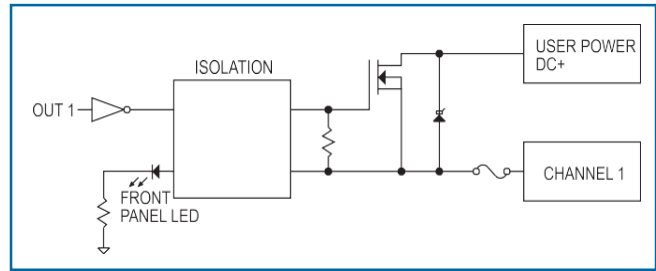 ISOLATION
USER POWER
DC+
OUT 1
CHANNEL 1
FRONT
PANEL LED